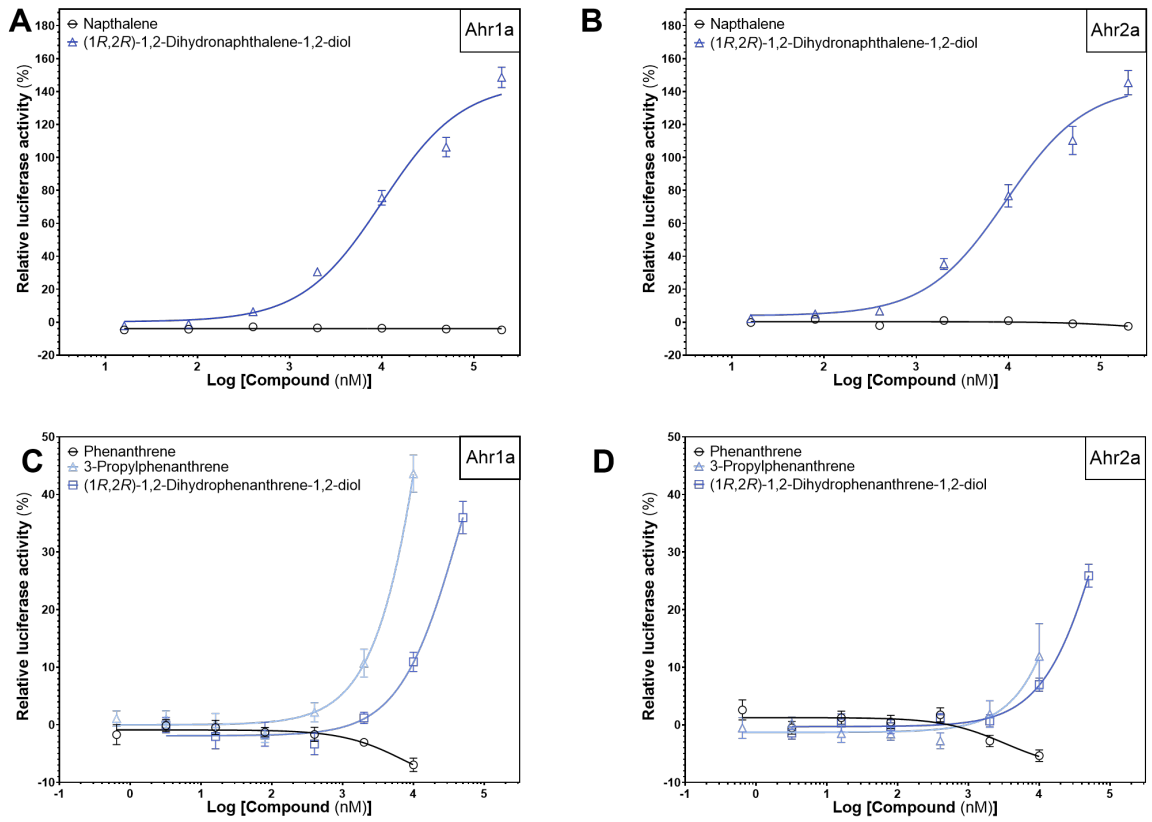 A
Ahr1a
Napthalene
(1R,2R)-1,2-Dihydronaphthalene-1,2-diol
Relative luciferase activity (%)
180
160
140
120
100
80
60
40
20
0
-20
1 2 3 4 5
Log [Compound (nM)]
B
Ahr2a
Napthalene
(1R,2R)-1,2-Dihydronaphthalene-1,2-diol
Relative luciferase activity (%)
180
160
140
120
100
80
60
40
20
0
-20
1 2 3 4 5
Log [Compound (nM)]
C
Ahr1a
Phenanthrene
3-Propylphenanthrene
(1R,2R)-1,2-Dihydrophenanthrene-1,2-diol
Relative luciferase activity (%)
50
40
30
20
10
0
-10
-1 0 1 2 3 4 5
Log [Compound (nM)]
D
Ahr2a
Phenanthrene
3-Propylphenanthrene
(1R,2R)-1,2-Dihydrophenanthrene-1,2-diol
Relative luciferase activity (%)
50
40
30
20
10
0
-10
-1 0 1 2 3 4 5
Log [Compound (nM)]